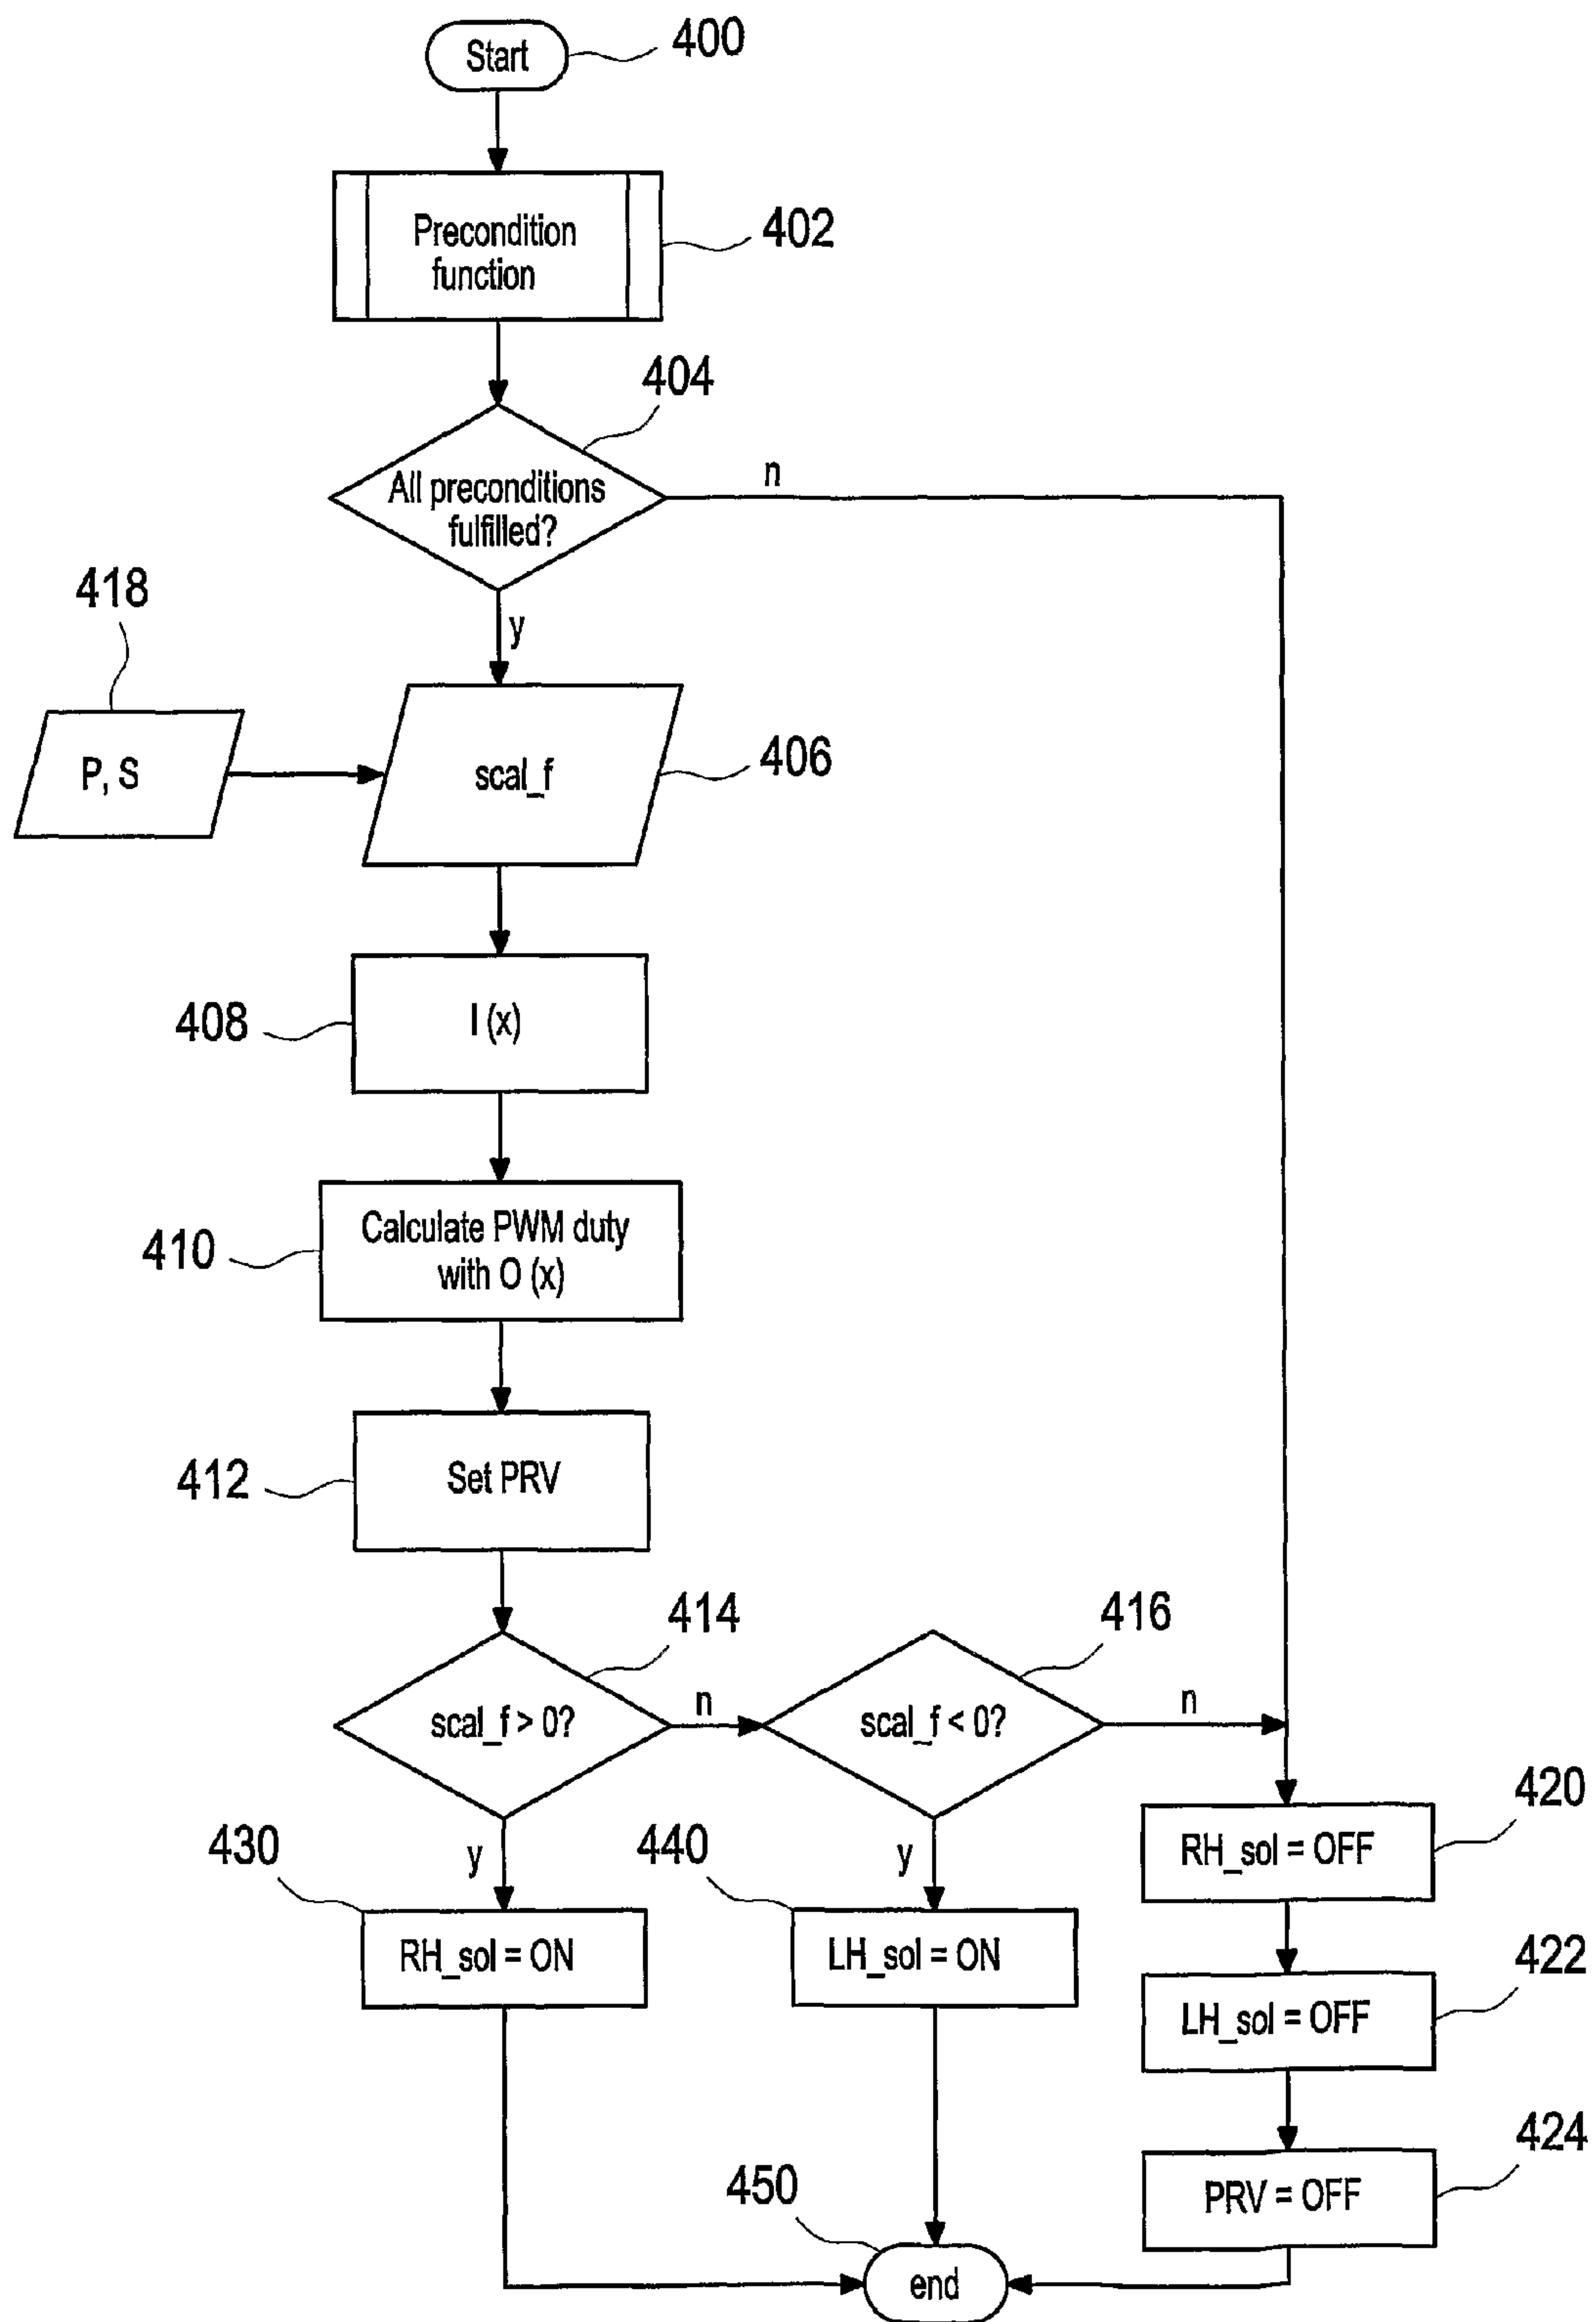 Start
400
Precondition
function
402
404
All preconditions
fulfilled?
n
418
y
P, S
scal_f
406
408
I (x)
410
Calculate PWM duty
with O (x)
412
Set PRV
414
416
scal_f > 0?
n
scal_f < 0?
n
420
RH_sol = OFF
430
y
440
y
RH_sol = ON
LH_sol = ON
422
LH_sol = OFF
424
PRV = OFF
450
end